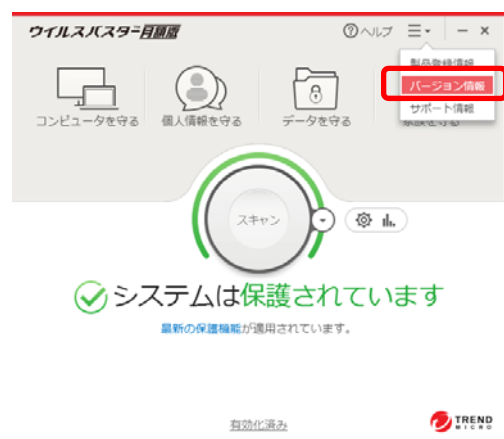 ウイルスバスター月額版
ヘルプ
製品登録情報
バージョン情報
サポート情報
コンピュータを守る
個人情報を守る
データを守る
家族を守る
スキャン
システムは保護されています
最新の保護機能が適用されています。
有効化済み
TREND
MICRO